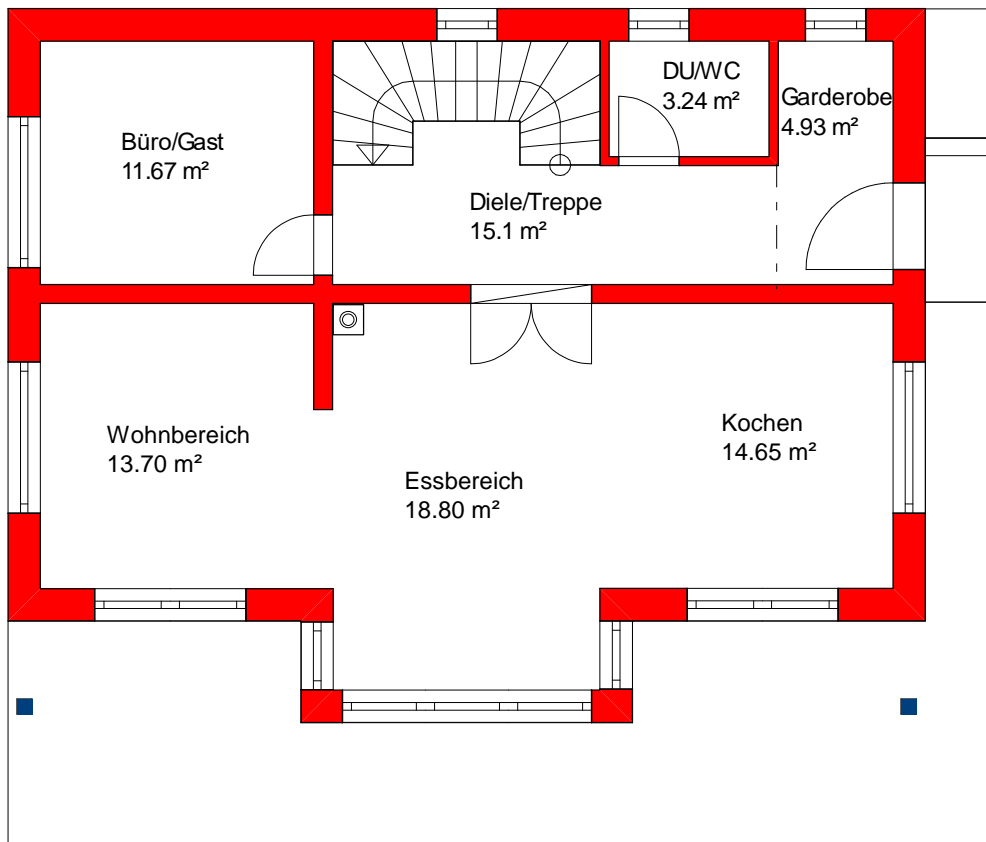 DU/WC
3.24 m²
Garderobe
4.93 m²
Büro/Gast
11.67 m²
Diele/Treppe
15.1 m²
Wohnbereich
13.70 m²
Kochen
14.65 m²
Essbereich
18.80 m²